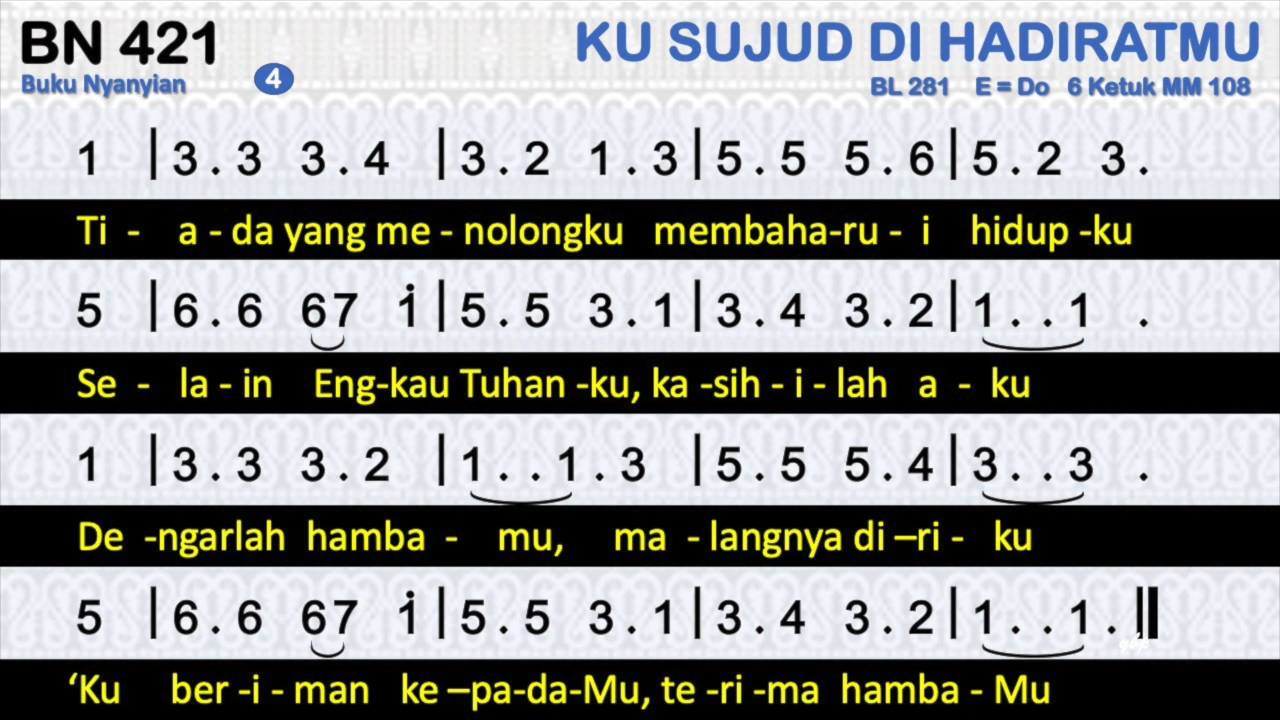 BN 421 KU SUJUD DI HADIRATMU
Buku Nyanyian 4 BL 281 E = Do 6 Ketuk MM 108
1 | 3 . 3 3 . 4 | 3 . 2 1 . 3 | 5 . 5 5 . 6 | 5 . 2 3 .
Ti - a - da yang me - nolongku membaha-ru - i hidup -ku
5 | 6 . 6 67 i | 5 . 5 3 . 1 | 3 . 4 3 . 2 | 1 . . 1 .
Se - la - in Eng-kau Tuhan -ku, ka -sih - i - lah a - ku
1 | 3 . 3 3 . 2 | 1 . . 1 . 3 | 5 . 5 5 . 4 | 3 . . 3 .
De -ngarlah hamba - mu, ma - langnya di –ri - ku
5 | 6 . 6 67 i | 5 . 5 3 . 1 | 3 . 4 3 . 2 | 1 . . 1 . ||
‘Ku ber -i - man ke –pa-da-Mu, te -ri -ma hamba - Mu